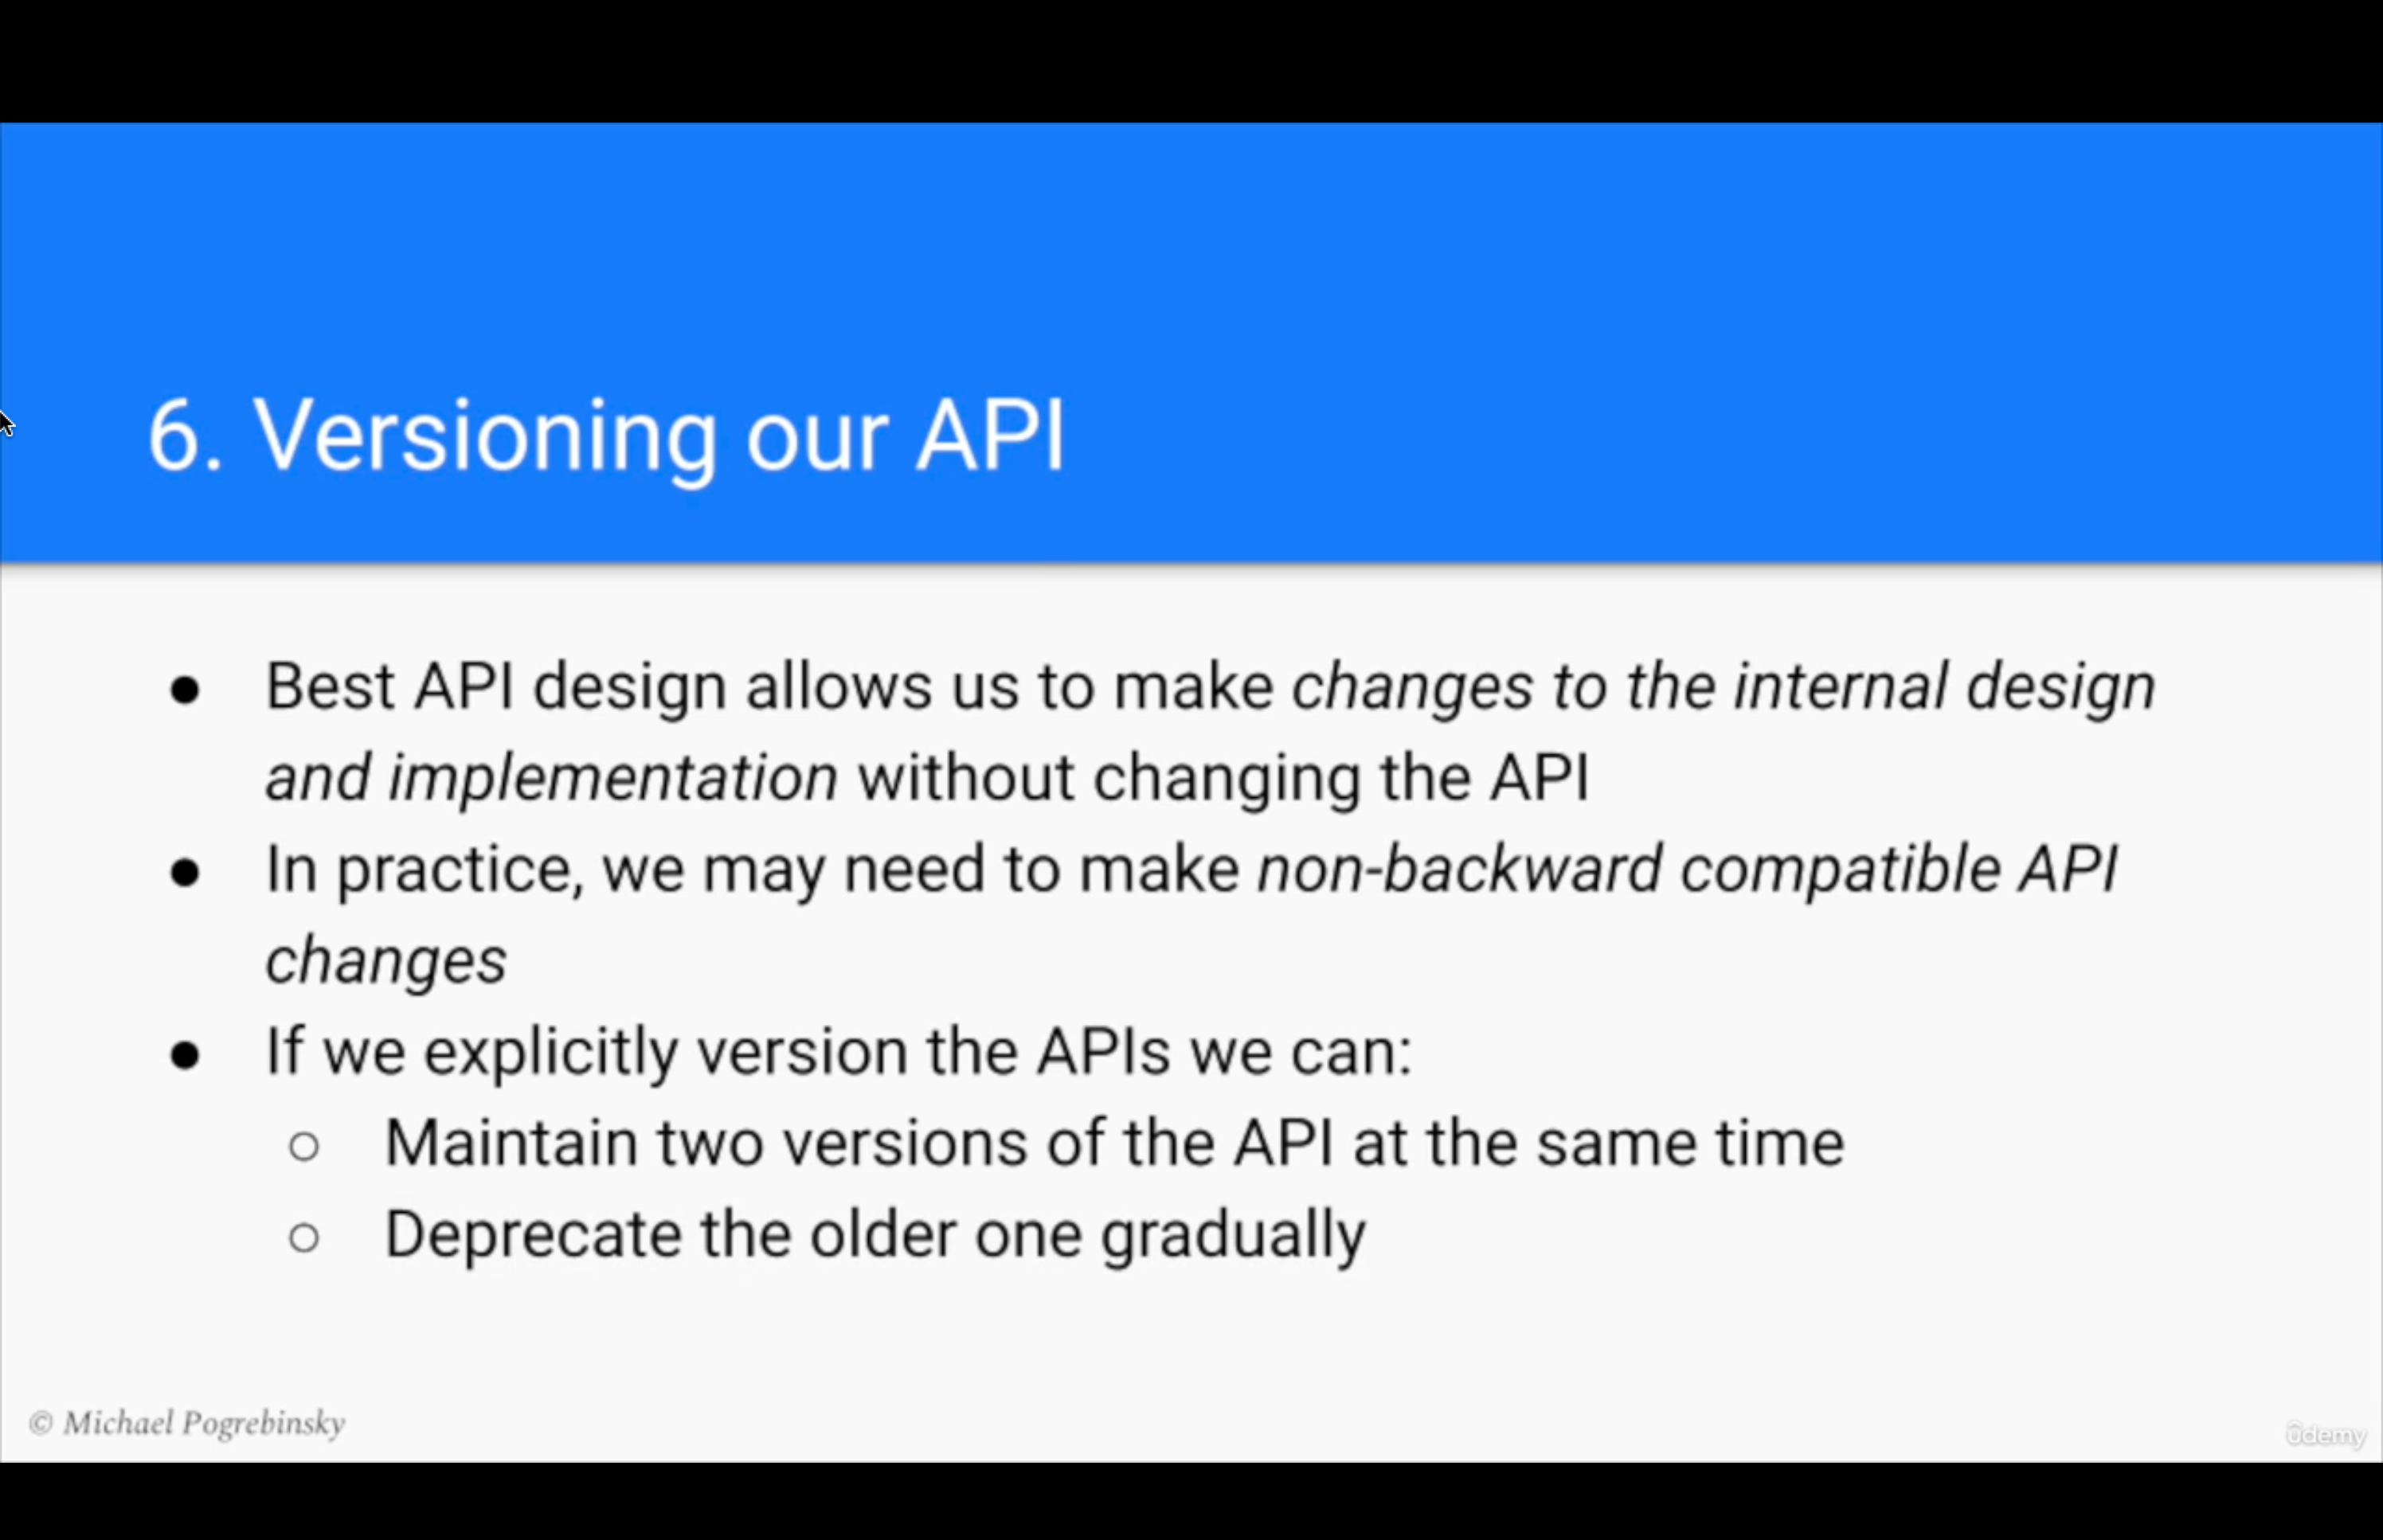 6. Versioning our API
● Best API design allows us to make changes to the internal design
and implementation without changing the API
● In practice, we may need to make non-backward compatible API
changes
● If we explicitly version the APIs we can:
○ Maintain two versions of the API at the same time
○ Deprecate the older one gradually
© Michael Pogrebinsky
ûdemy